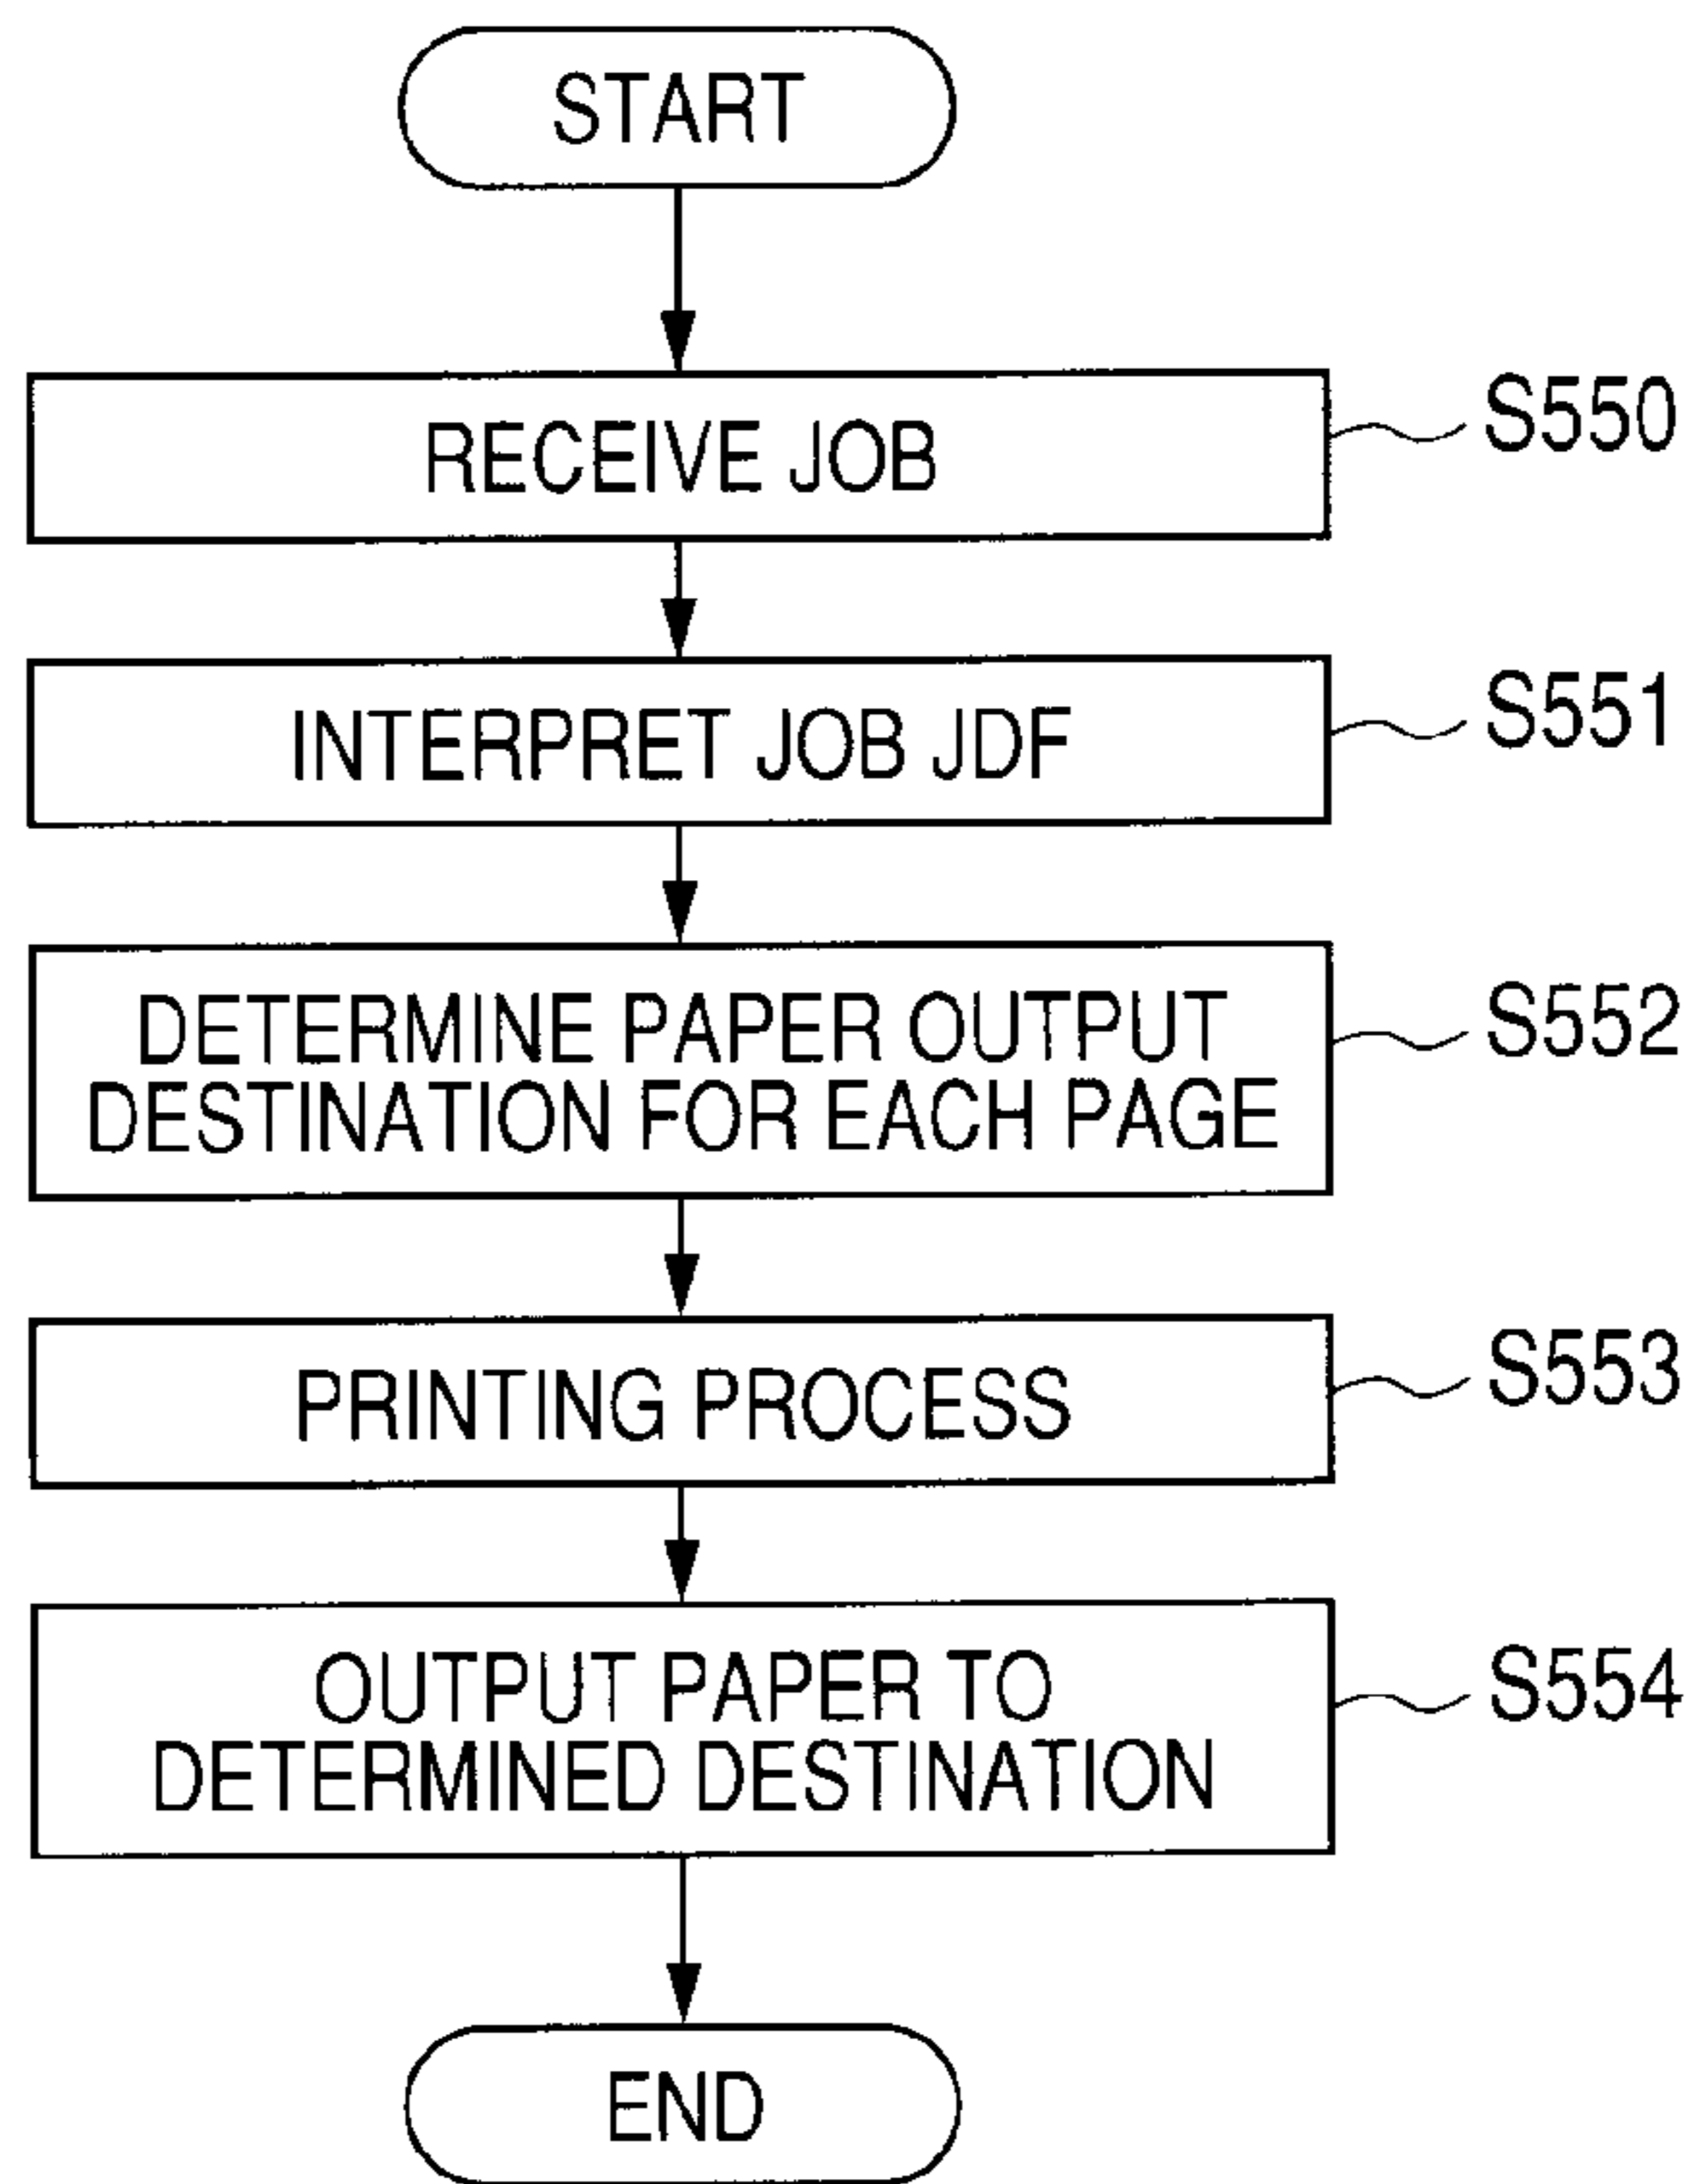 START
RECEIVE JOB
S550
INTERPRET JOB JDF
S551
DETERMINE PAPER OUTPUT
DESTINATION FOR EACH PAGE
S552
PRINTING PROCESS
S553
OUTPUT PAPER TO
DETERMINED DESTINATION
S554
END